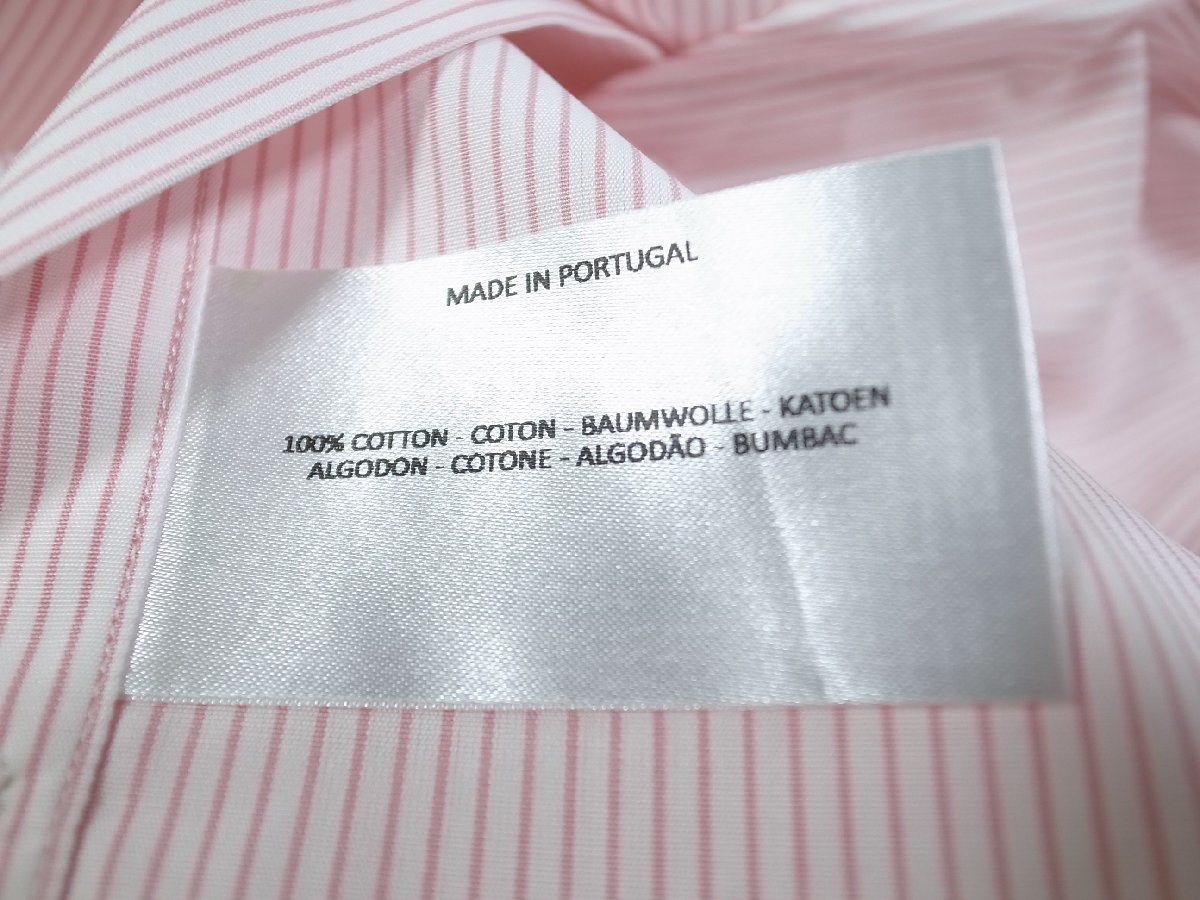 MADE IN PORTUGAL
100% COTTON - COTON - BAUMWOLLE - KATOEN
ALGODON - COTONE - ALGODÃO - BUMBAC